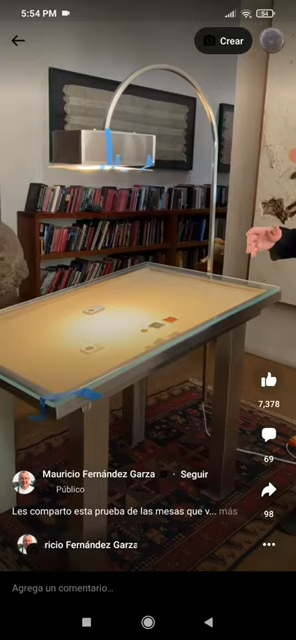 5:54 PM
54
Crear
7,378
69
98
Mauricio Fernández Garza · Seguir
Público
Les comparto esta prueba de las mesas que v... más
ricio Fernández Garza
Agrega un comentario...